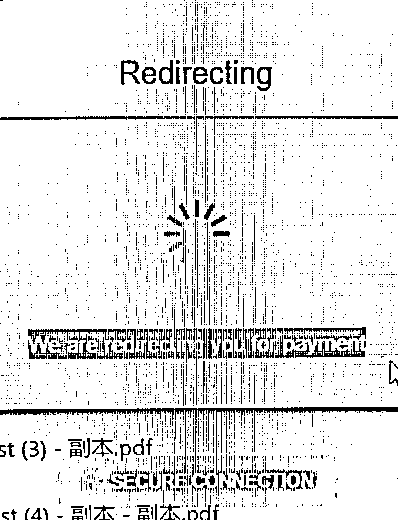 Redirecting
We are redirecting you for payment
st (3) - 副本.pdf
SECURE CONNECTION
st (4) - 副本 - 副本.pdf